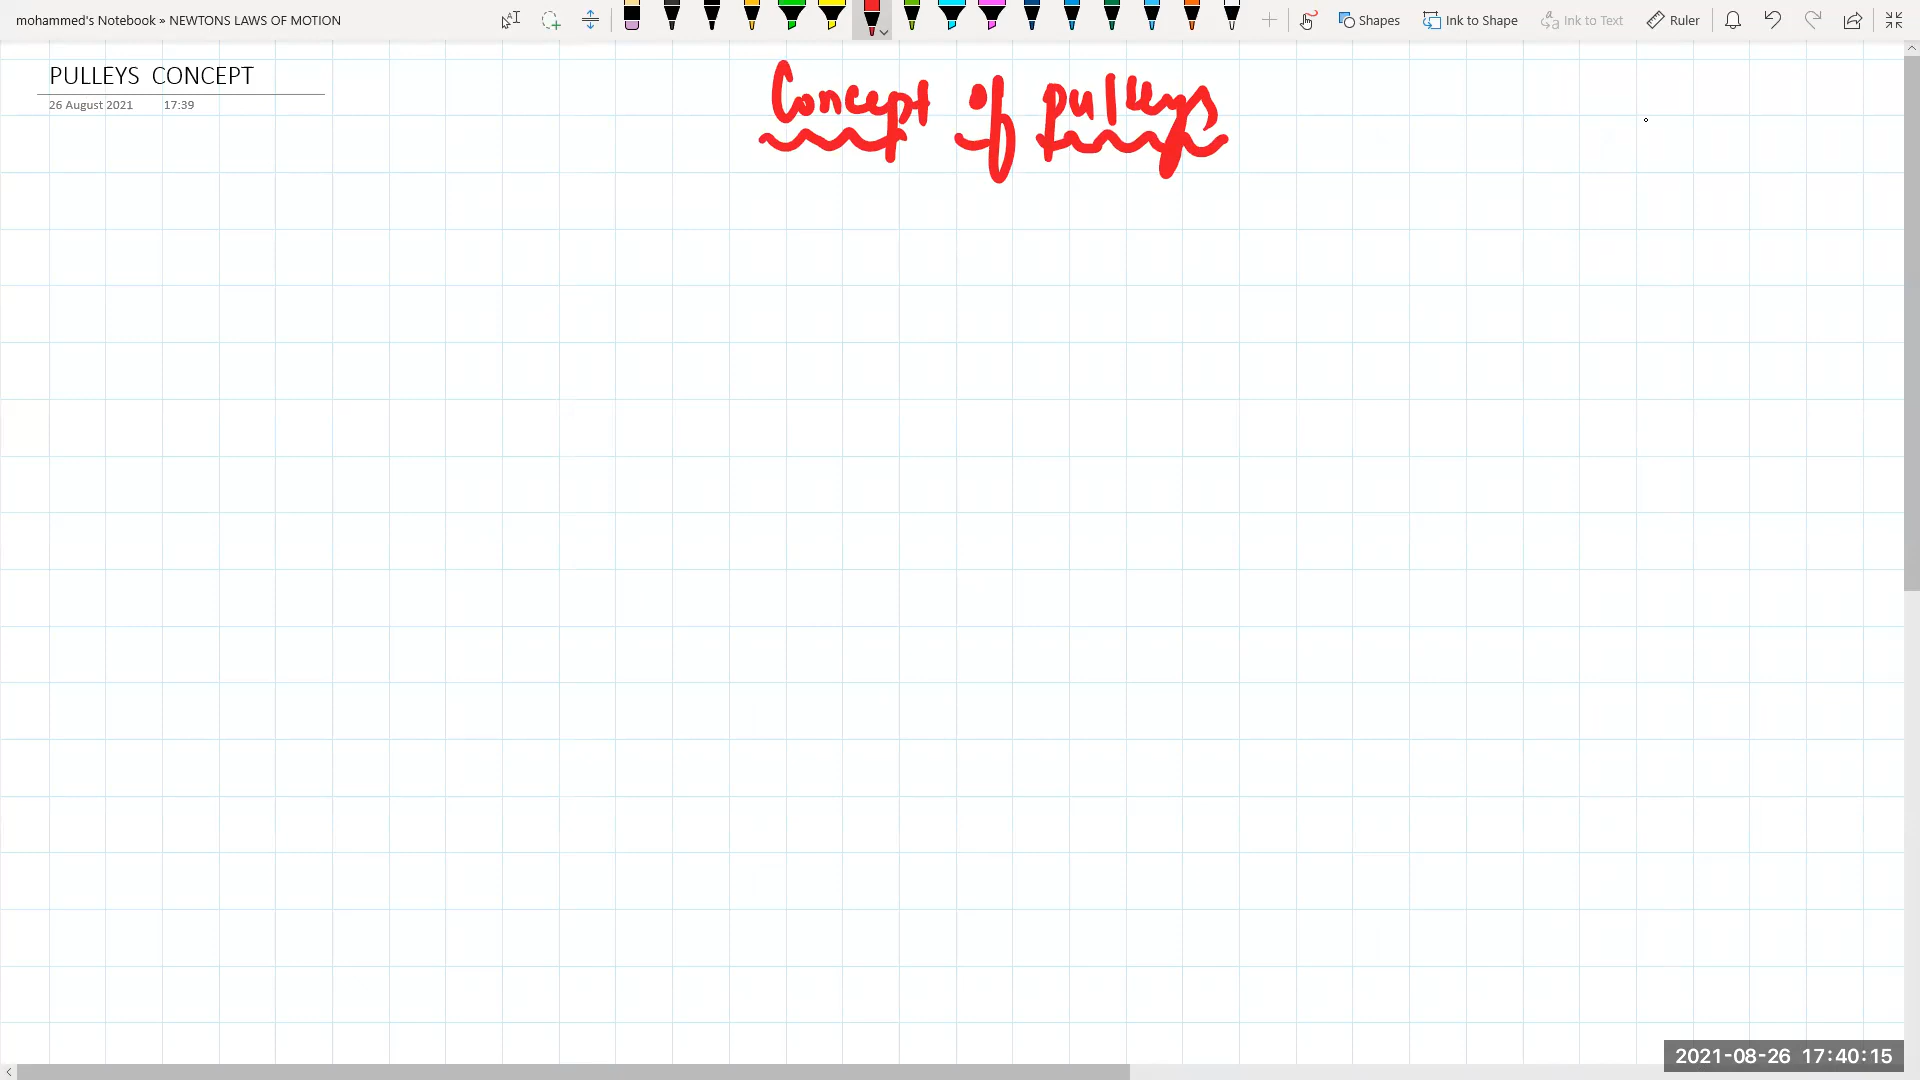 mohammed's Notebook » NEWTONS LAWS OF MOTION
Shapes
Ink to Shape
Ink to Text
Ruler
PULLEYS CONCEPT
26 August 2021 17:39
Concept of pulleys
2021-08-26 17:40:15